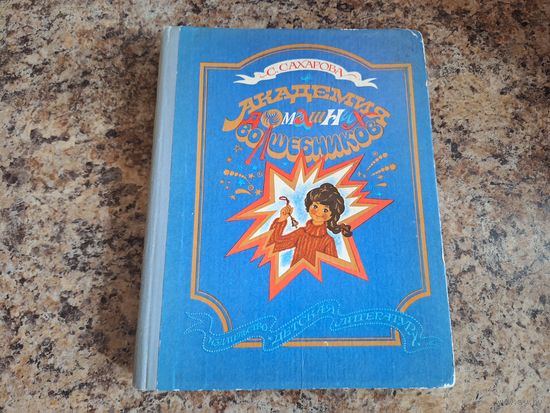 С. САХАРОВА
АКАДЕМИЯ
ДОМАШНИХ
ВОЛШЕБНИКОВ
ИЗДАТЕЛЬСТВО ДЕТСКАЯ ЛИТЕРАТУРА